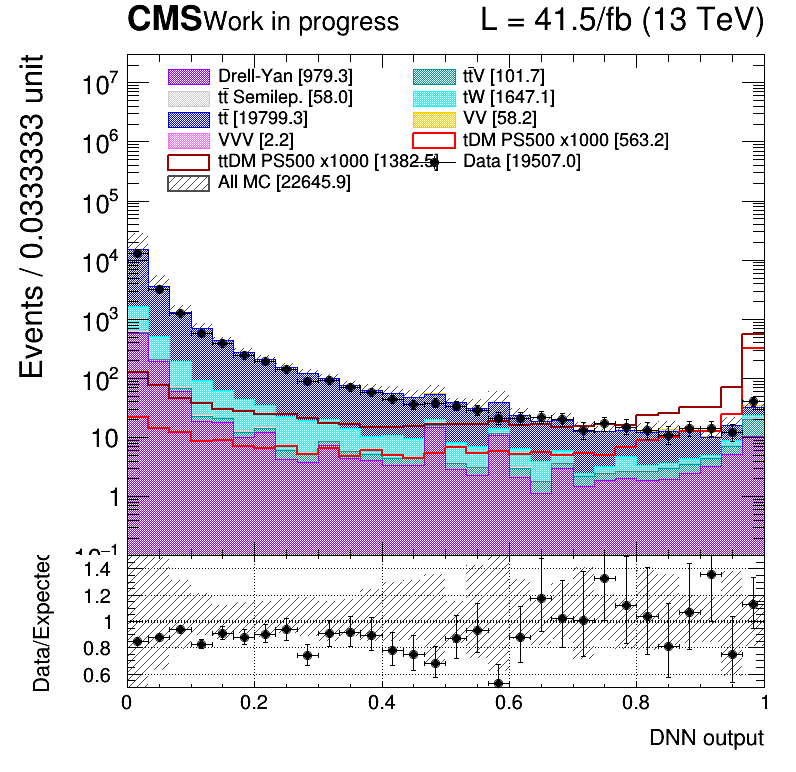 CMS Work in progress L = 41.5/fb (13 TeV)
Events / 0.0333333 unit
10⁷
10⁶
10⁵
10⁴
10³
10²
10
1
10⁻¹
Drell-Yan [979.3] tt̄V [101.7]
tt̄ Semilep. [58.0] tW [1647.1]
tt̄ [19799.3] VV [58.2]
VVV [2.2] tDM PS500 x1000 [563.2]
ttDM PS500 x1000 [1382.5] Data [19507.0]
All MC [22645.9]
Data/Expected
1.4
1.2
1
0.8
0.6
0 0.2 0.4 0.6 0.8 1
DNN output